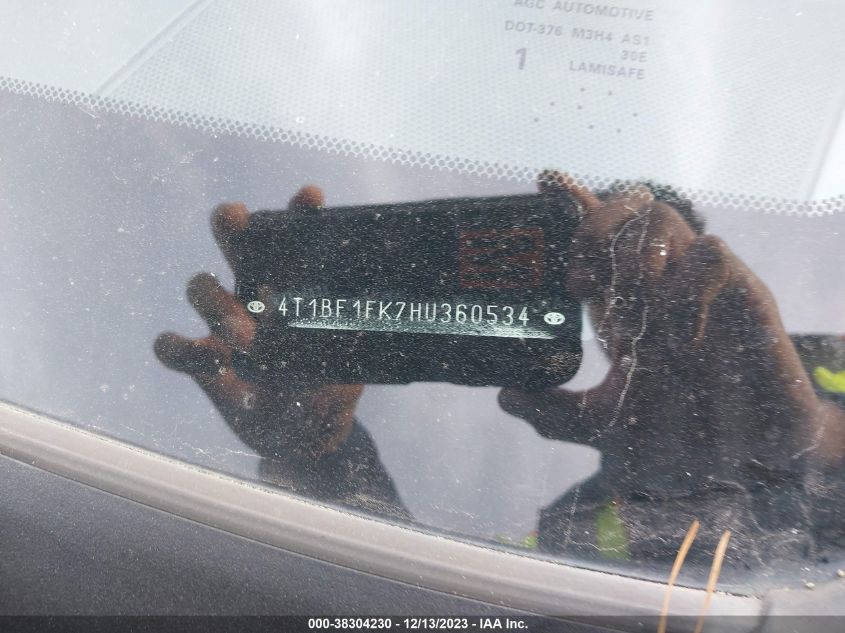 AGC AUTOMOTIVE
DOT-376 M3H4 AS1
30E
1 LAMISAFE
4T1BF1FK7HU360534
000-38304230 - 12/13/2023 - IAA Inc.